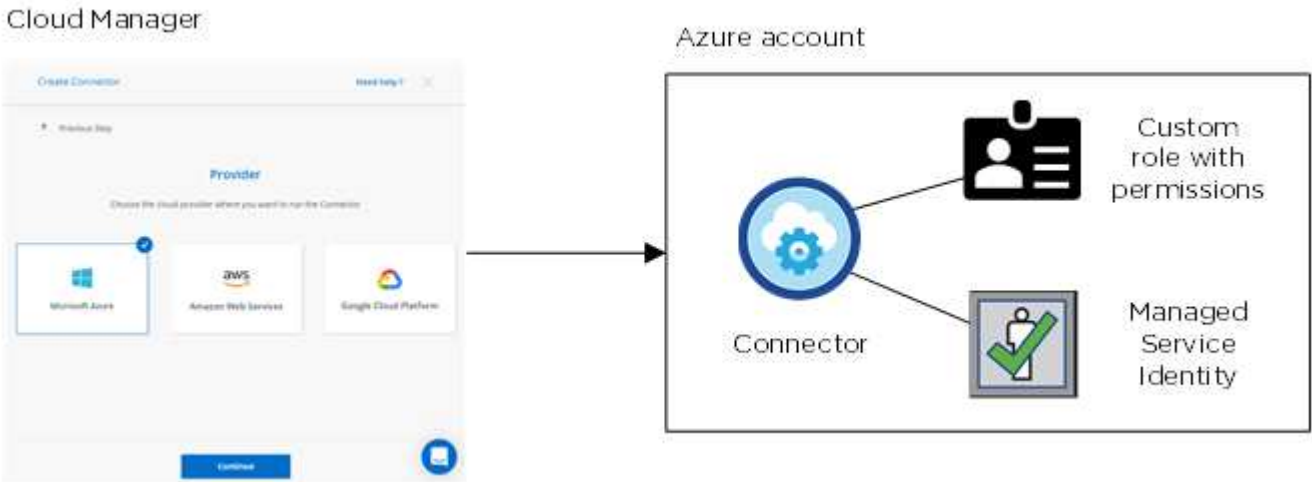 Cloud Manager
Azure account
Create Connector
Need help?
Previous Step
Provider
Choose the cloud provider where you want to run the Connector
aws
Microsoft Azure
Amazon Web Services
Google Cloud Platform
Continue
Custom
role with
permissions
Connector
Managed
Service
Identity